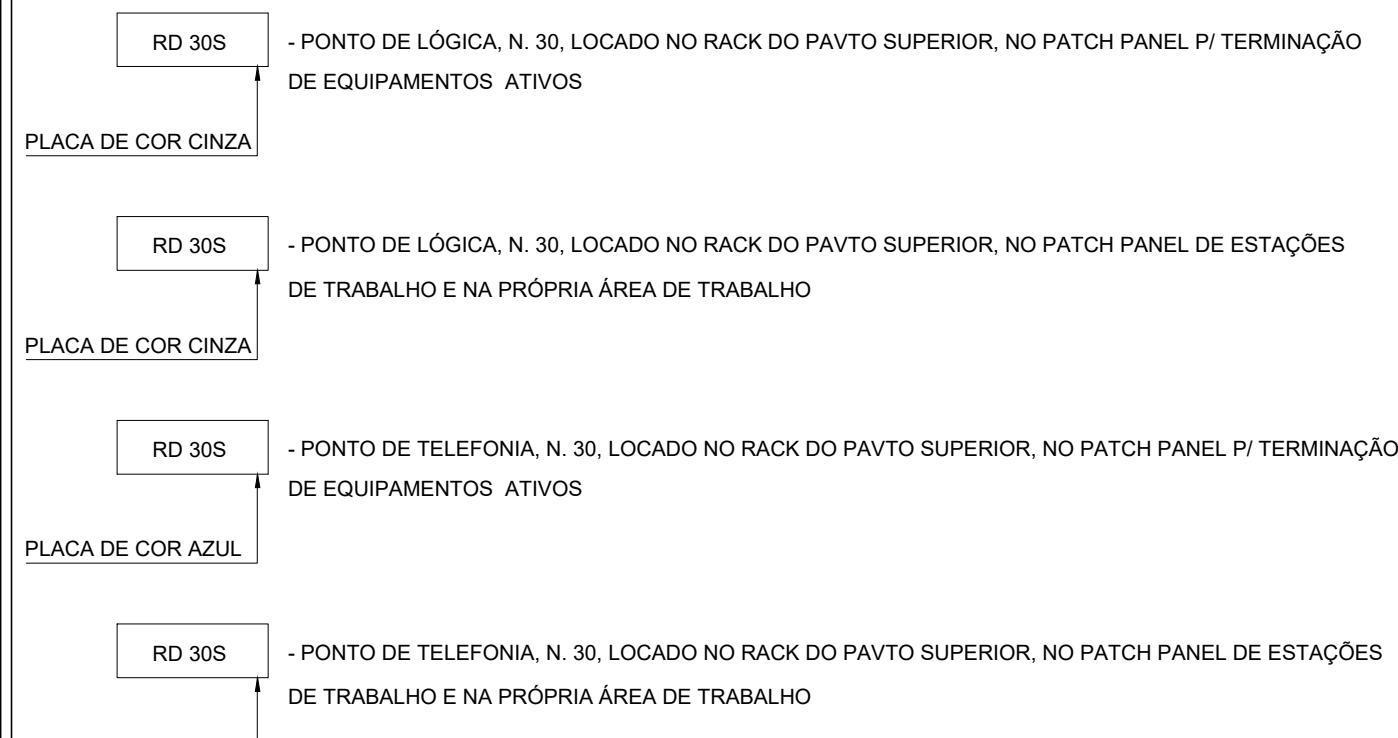 RD 30S
- PONTO DE LÓGICA, N. 30, LOCADO NO RACK DO PAVTO SUPERIOR, NO PATCH PANEL P/ TERMINAÇÃO
DE EQUIPAMENTOS ATIVOS
PLACA DE COR CINZA
RD 30S
- PONTO DE LÓGICA, N. 30, LOCADO NO RACK DO PAVTO SUPERIOR, NO PATCH PANEL DE ESTAÇÕES
DE TRABALHO E NA PRÓPRIA ÁREA DE TRABALHO
PLACA DE COR CINZA
RD 30S
- PONTO DE TELEFONIA, N. 30, LOCADO NO RACK DO PAVTO SUPERIOR, NO PATCH PANEL P/ TERMINAÇÃO
DE EQUIPAMENTOS ATIVOS
PLACA DE COR AZUL
RD 30S
- PONTO DE TELEFONIA, N. 30, LOCADO NO RACK DO PAVTO SUPERIOR, NO PATCH PANEL DE ESTAÇÕES
DE TRABALHO E NA PRÓPRIA ÁREA DE TRABALHO